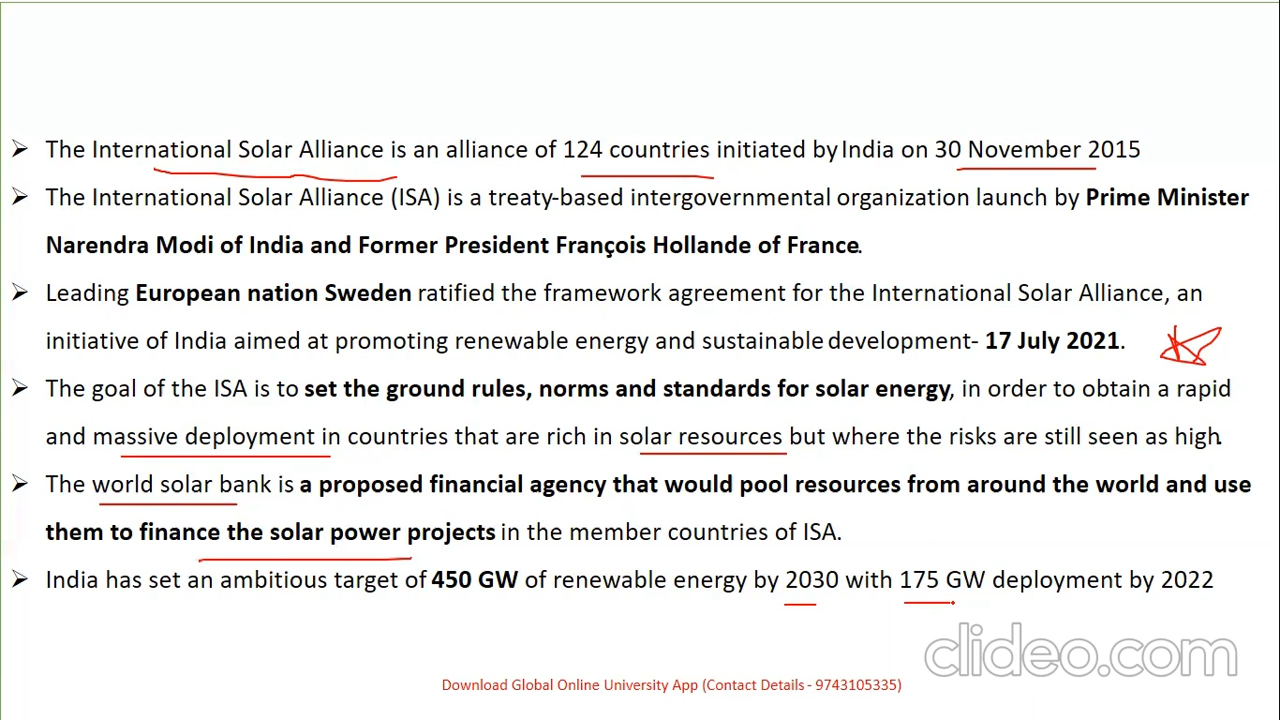 ➢ The International Solar Alliance is an alliance of 124 countries initiated by India on 30 November 2015
➢ The International Solar Alliance (ISA) is a treaty-based intergovernmental organization launch by Prime Minister
Narendra Modi of India and Former President François Hollande of France.
➢ Leading European nation Sweden ratified the framework agreement for the International Solar Alliance, an
initiative of India aimed at promoting renewable energy and sustainable development- 17 July 2021.
➢ The goal of the ISA is to set the ground rules, norms and standards for solar energy, in order to obtain a rapid
and massive deployment in countries that are rich in solar resources but where the risks are still seen as high.
➢ The world solar bank is a proposed financial agency that would pool resources from around the world and use
them to finance the solar power projects in the member countries of ISA.
➢ India has set an ambitious target of 450 GW of renewable energy by 2030 with 175 GW deployment by 2022
clideo.com
Download Global Online University App (Contact Details - 9743105335)